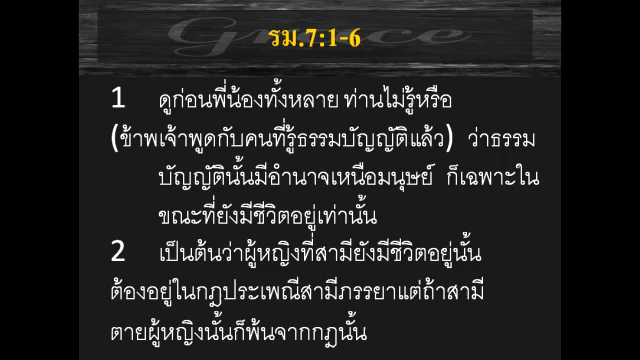 Grace
รม.7:1-6
1 ดูก่อนพี่น้องทั้งหลาย ท่านไม่รู้หรือ
(ข้าพเจ้าพูดกับคนที่รู้ธรรมบัญญัติแล้ว) ว่าธรรม
บัญญัตินั้นมีอำนาจเหนือมนุษย์ ก็เฉพาะใน
ขณะที่ยังมีชีวิตอยู่เท่านั้น
2 เป็นต้นว่าผู้หญิงที่สามียังมีชีวิตอยู่นั้น
ต้องอยู่ในกฎประเพณีสามีภรรยาแต่ถ้าสามี
ตายผู้หญิงนั้นก็พ้นจากกฎนั้น